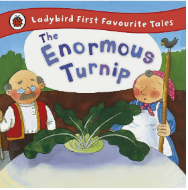 Ladybird First Favourite Tales
The
Enormous
Turnip